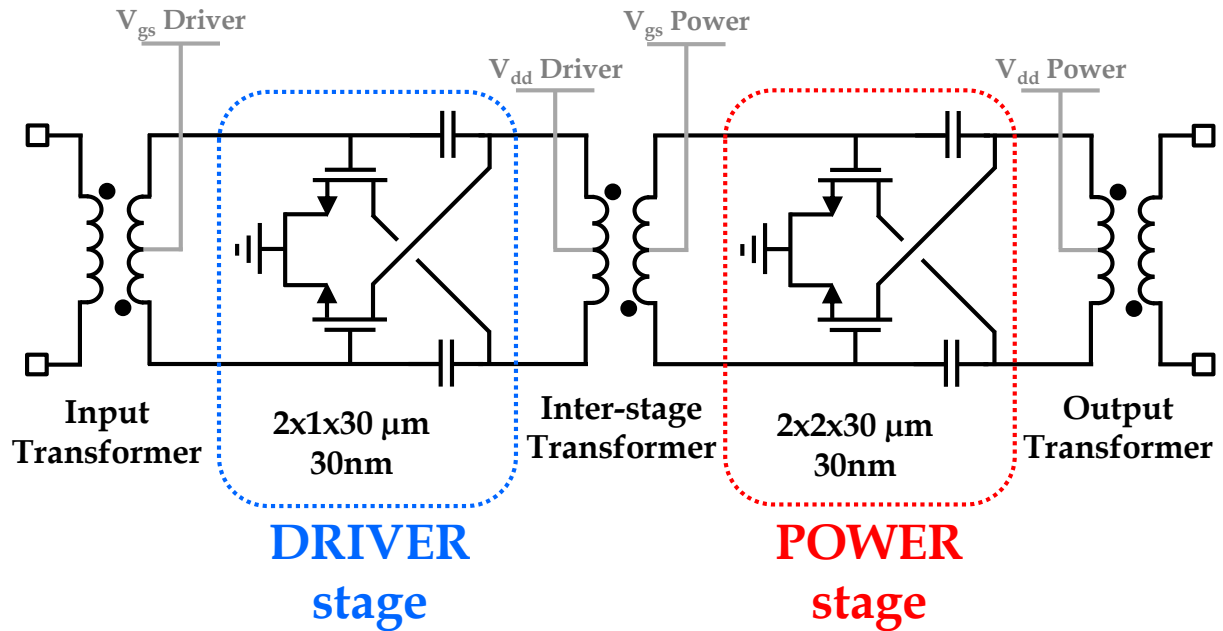 Vgs Driver
Vgs Power
Vdd Driver
Vdd Power
Input
Transformer
2x1x30 μm
30nm
Inter-stage
Transformer
2x2x30 μm
30nm
Output
Transformer
DRIVER
stage
POWER
stage